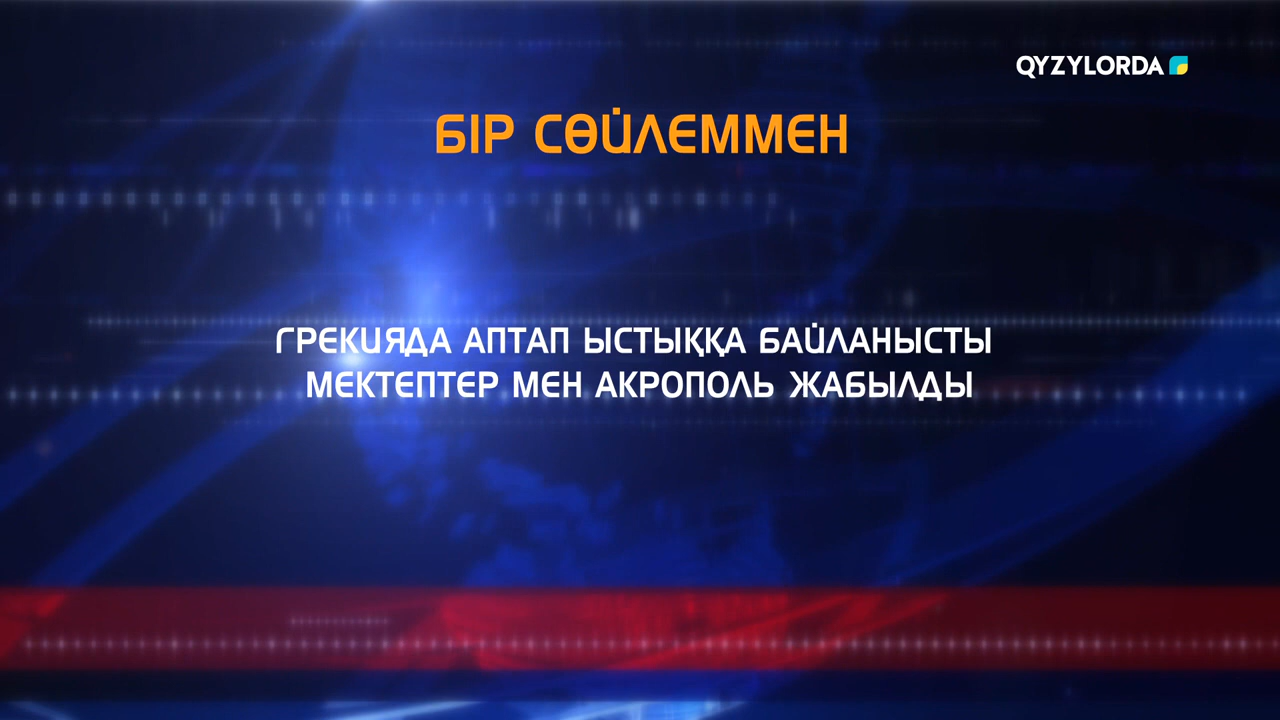 QYZYLORDA
БІР СӨЙЛЕММЕН
ГРЕКИЯДА АПТАП ЫСТЫҚҚА БАЙЛАНЫСТЫ
МЕКТЕПТЕР МЕН АКРОПОЛЬ ЖАБЫЛДЫ